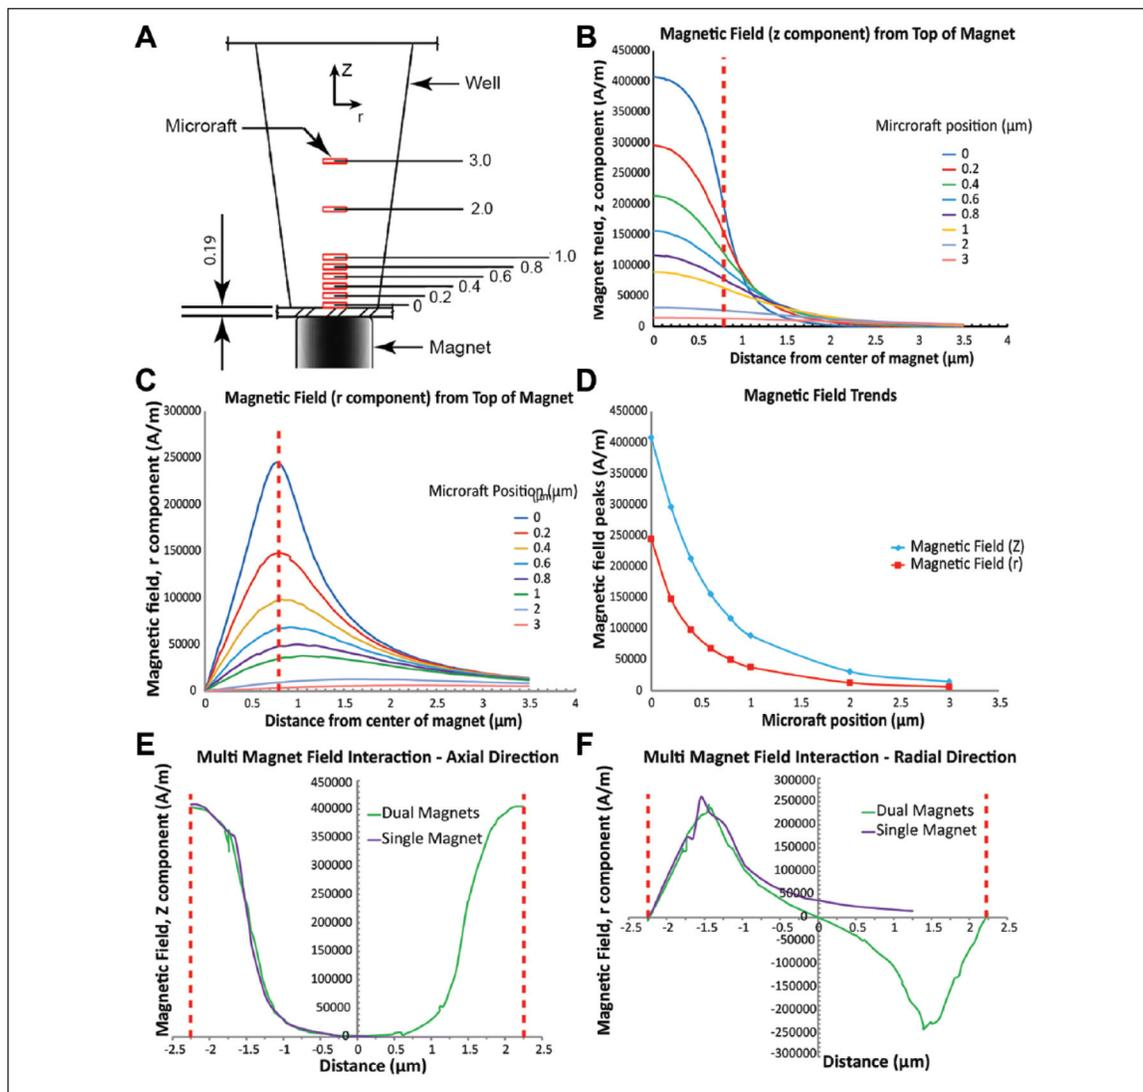 A
Z
r
Well
Microraft
3.0
2.0
0.19
1.0
0.8
0.6
0.4
0.2
0
Magnet
B
Magnetic Field (z component) from Top of Magnet
Magnet field, z component (A/m)
450000
400000
350000
300000
250000
200000
150000
100000
50000
0
Mircroraft position (µm)
0
0.2
0.4
0.6
0.8
1
2
3
0 0.5 1 1.5 2 2.5 3 3.5 4
Distance from center of magnet (µm)
C
Magnetic Field (r component) from Top of Magnet
Magnetic field, r component (A/m)
300000
250000
200000
150000
100000
50000
0
Microraft Position (µm)
(µm)
0
0.2
0.4
0.6
0.8
1
2
3
0 0.5 1 1.5 2 2.5 3 3.5 4
Distance from center of magnet (µm)
D
Magnetic Field Trends
Magnetic fielld peaks (A/m)
450000
400000
350000
300000
250000
200000
150000
100000
50000
0
Magnetic Field (Z)
Magnetic Field (r)
0 0.5 1 1.5 2 2.5 3 3.5
Microraft position (µm)
E
Multi Magnet Field Interaction - Axial Direction
Magnetic Field, Z component (A/m)
450000
400000
350000
300000
250000
200000
150000
100000
50000
0
Dual Magnets
Single Magnet
-2.5 -2 -1.5 -1 -0.5 0 0.5 1 1.5 2 2.5
Distance (µm)
F
Multi Magnet Field Interaction - Radial Direction
Magnetic Field, r component (A/m)
300000
250000
200000
150000
100000
50000
0
-50000
-100000
-150000
-200000
-250000
-300000
Dual Magnets
Single Magnet
-2.5 -2 -1.5 -1 -0.5 0 0.5 1 1.5 2 2.5
Distance (µm)